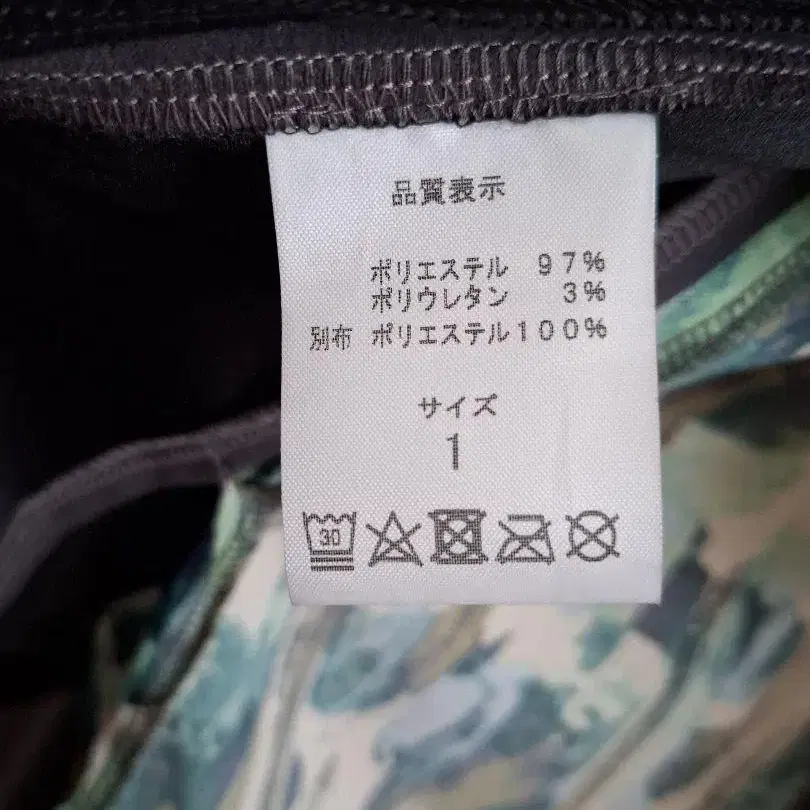 品質表示
ポリエステル 97%
ポリウレタン 3%
別布 ポリエステル100%
サイズ
1
30